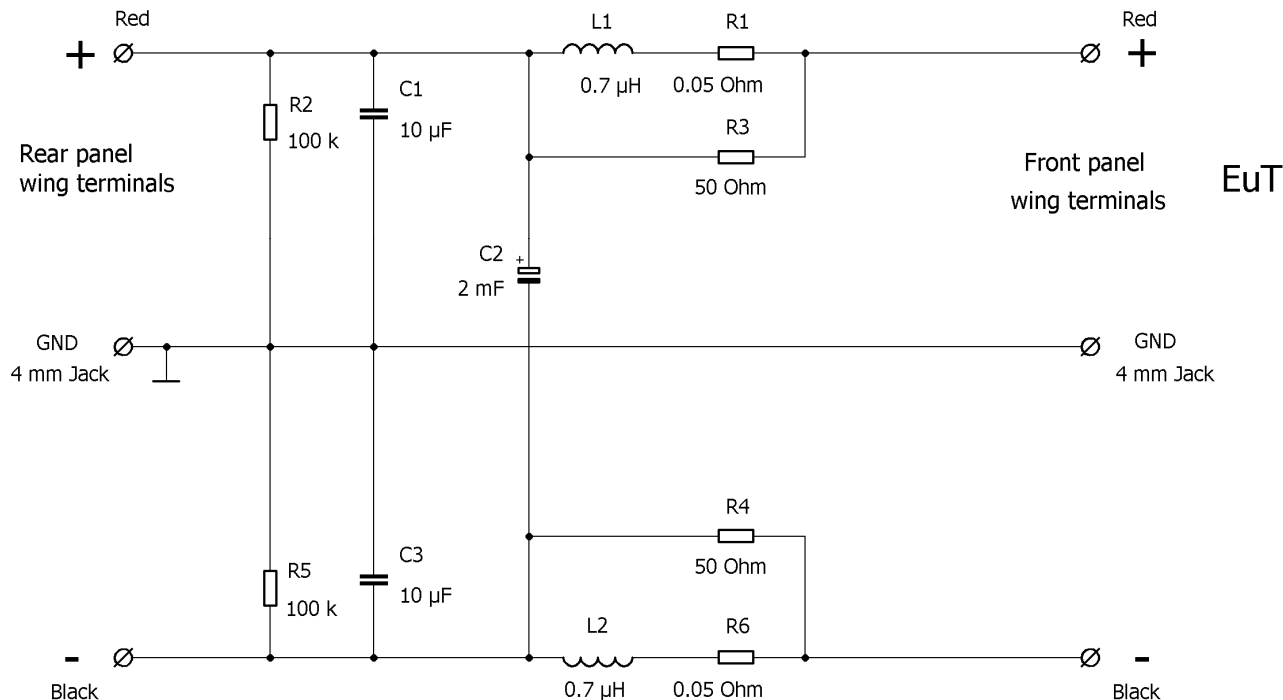 Red
L1
R1
Red
+
+
0.7 µH
0.05 Ohm
R2
100 k
C1
10 µF
R3
50 Ohm
Rear panel
wing terminals
Front panel
wing terminals
EuT
C2
+
2 mF
GND
4 mm Jack
GND
4 mm Jack
R4
50 Ohm
R5
100 k
C3
10 µF
L2
R6
-
-
Black
0.7 µH
0.05 Ohm
Black